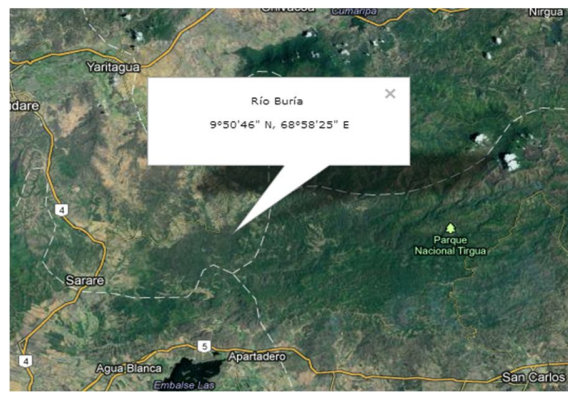 Chivacoa
Cumaripa
Nirgua
Yaritagua
dare
Río Buría
9°50'46" N, 68°58'25" E
4
Parque
Nacional Tirgua
Sarare
5
4
Apartadero
Agua Blanca
San Carlos
Embalse Las